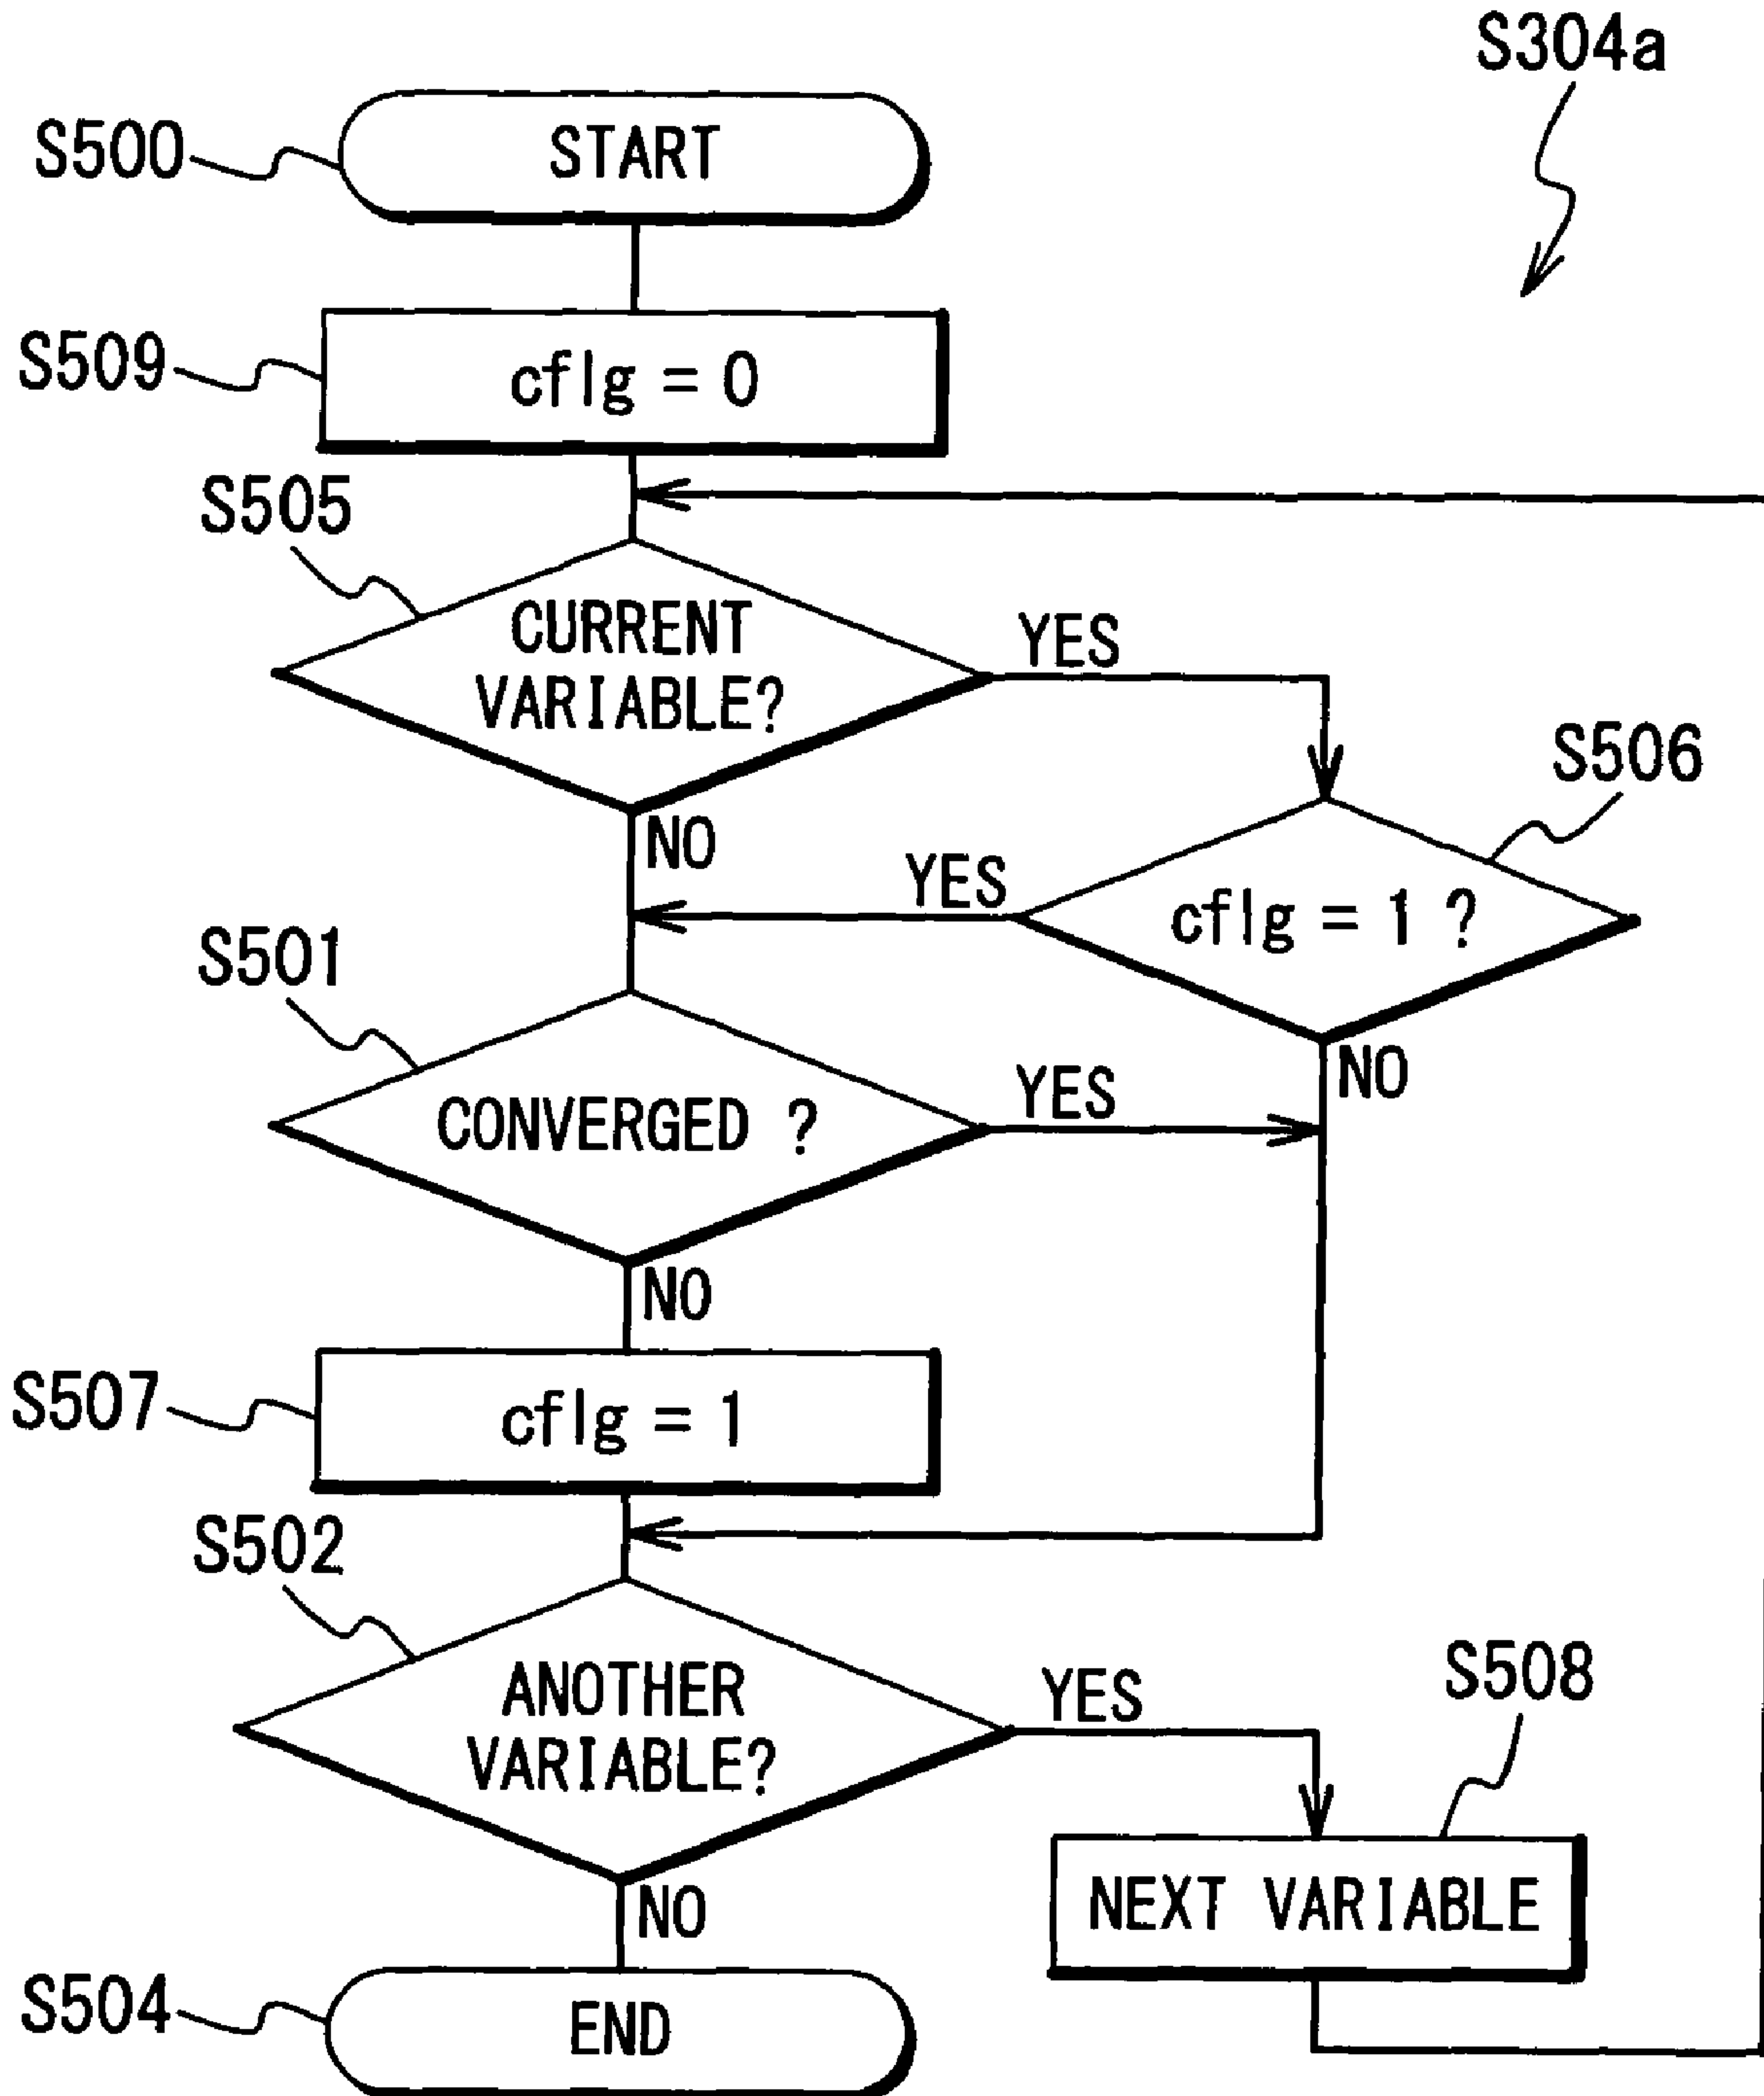 S304a
S500
START
S509
cflg = 0
S505
CURRENT
VARIABLE?
YES
S506
NO
YES
cflg = 1 ?
S501
NO
CONVERGED ?
YES
NO
S507
cflg = 1
S502
ANOTHER
VARIABLE?
YES
S508
NEXT VARIABLE
NO
S504
END